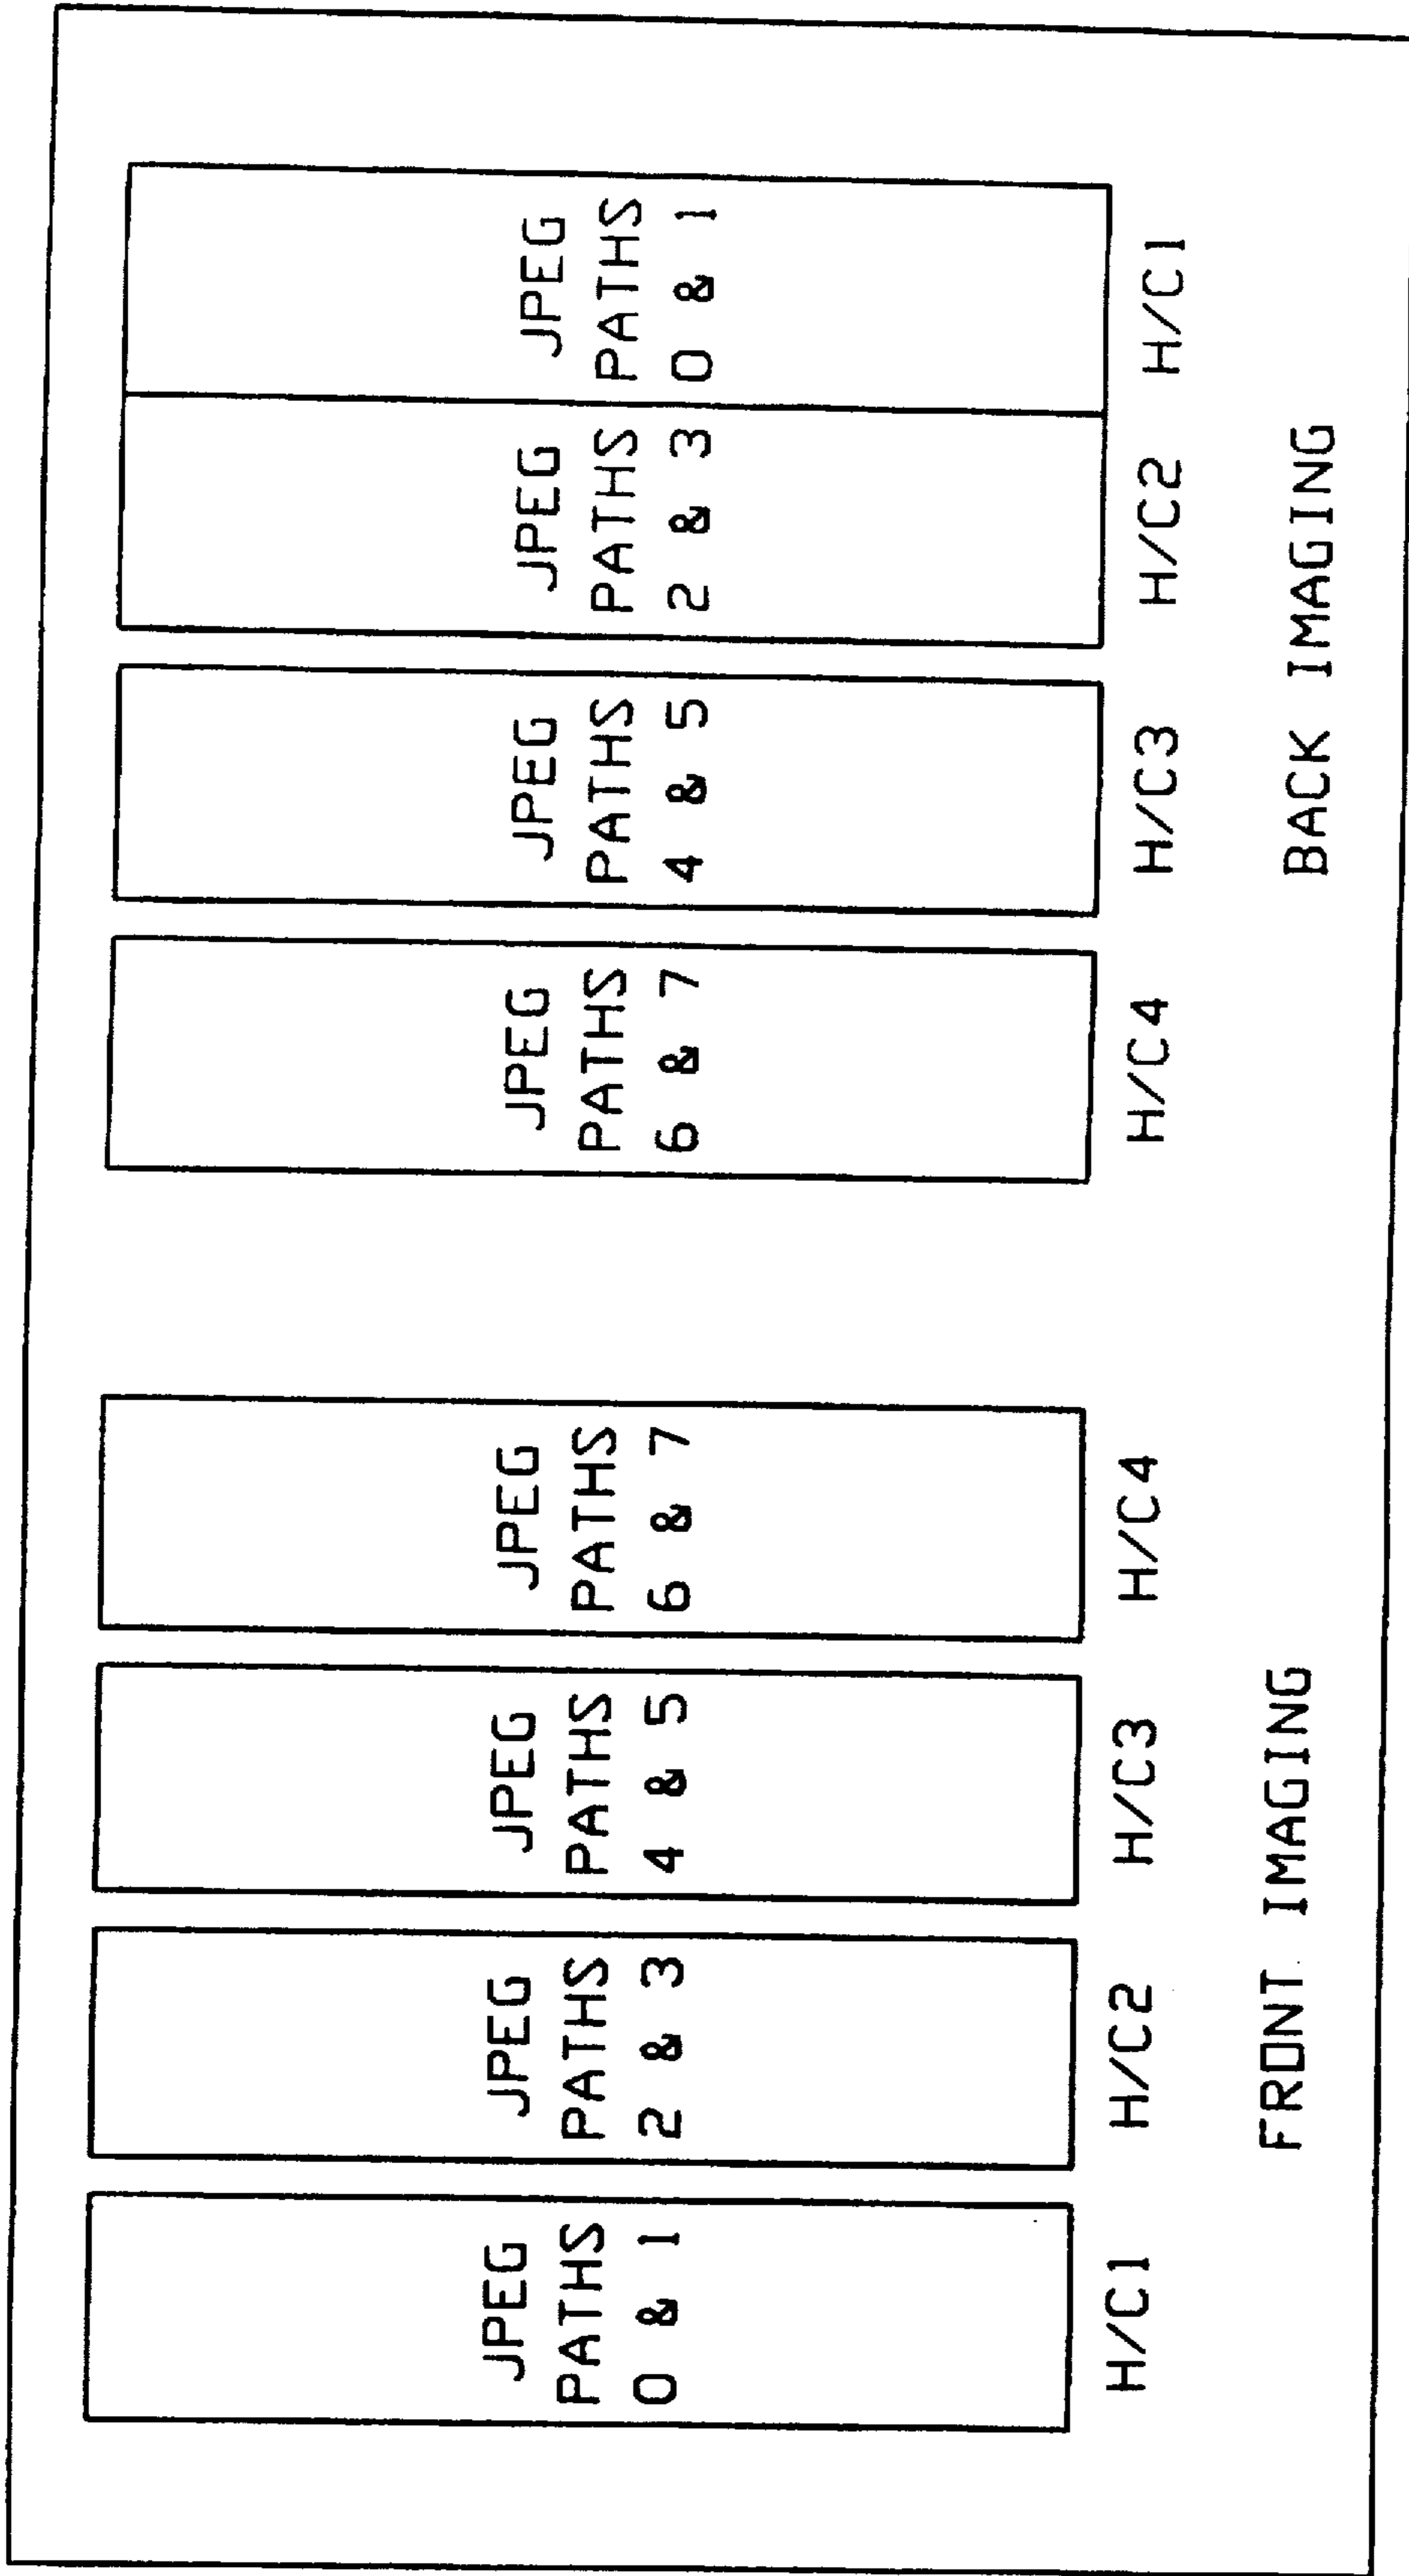 JPEG
PATHS
0 & 1
H/C1
JPEG
PATHS
2 & 3
H/C2
JPEG
PATHS
4 & 5
H/C3
JPEG
PATHS
6 & 7
H/C4
FRONT IMAGING
JPEG
PATHS
6 & 7
H/C4
JPEG
PATHS
4 & 5
H/C3
JPEG
PATHS
2 & 3
H/C2
JPEG
PATHS
0 & 1
H/C1
BACK IMAGING